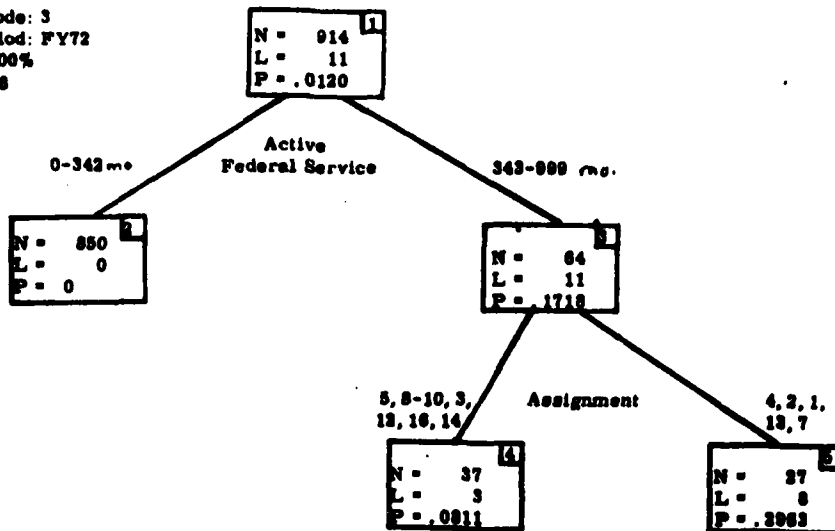 ode: 3
iod: FY72
00%
1
N = 914
L = 11
P = .0120
Active
Federal Service
0-342 mo.
343-999 mo.
2
N = 850
L = 0
P = 0
3
N = 64
L = 11
P = .1718
Assignment
5, 8-10, 3,
12, 16, 14
4, 2, 1,
13, 7
4
N = 37
L = 3
P = .0811
5
N = 27
L = 8
P = .2963